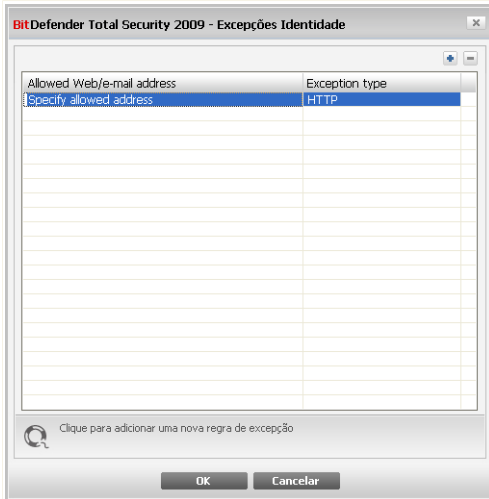 BitDefender Total Security 2009 - Excepções Identidade
Allowed Web/e-mail address Exception type
Specify allowed address HTTP
Clique para adicionar uma nova regra de excepção
OK Cancelar